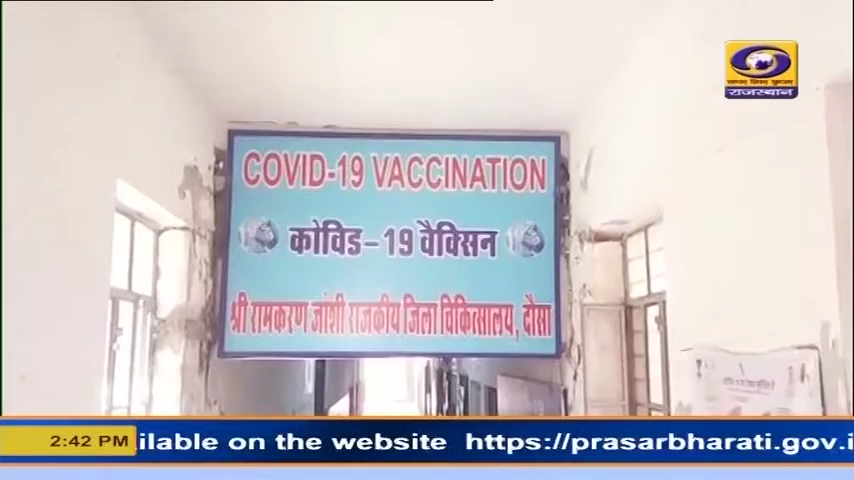 राजस्थान
COVID-19 VACCINATION
कोविड-19 वैक्सिन
श्री रामकरण जोशी राजकीय जिला चिकित्सालय, दौसा
2:42 PM ilable on the website https://prasarbharati.gov.i